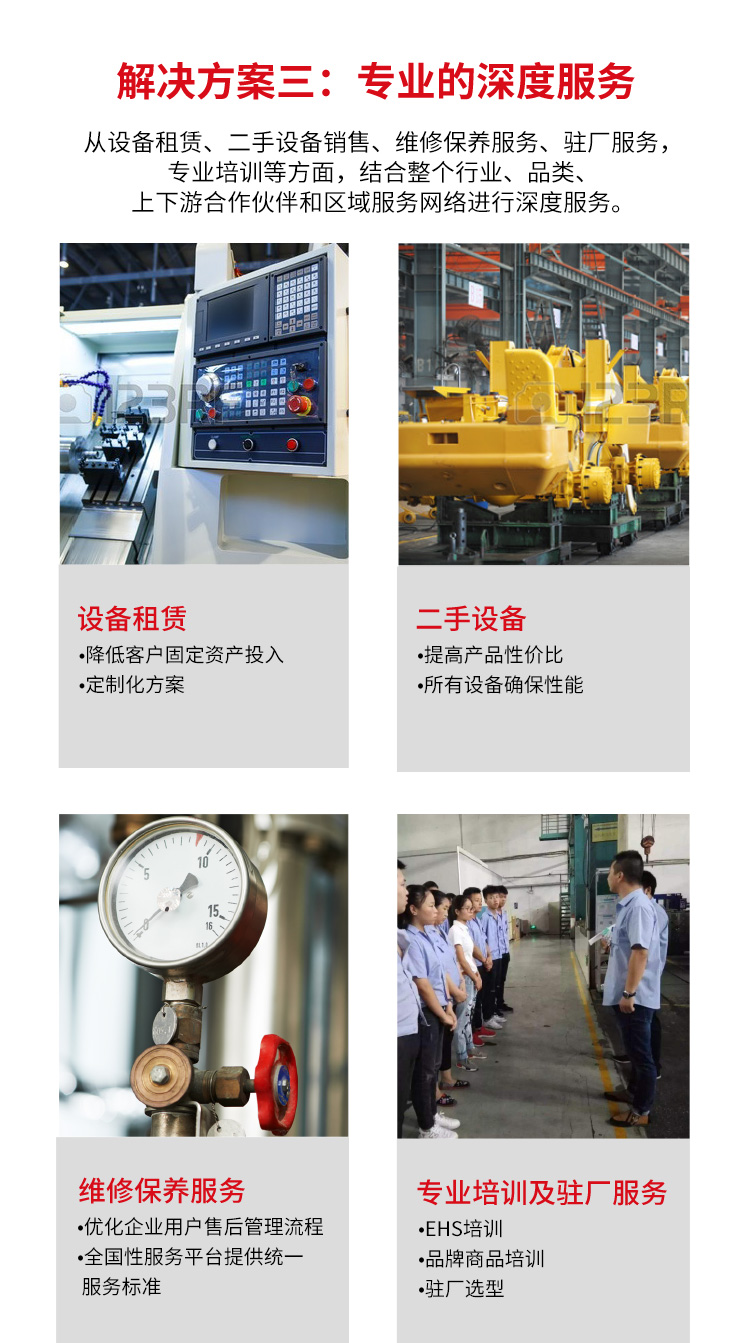 解决方案三：专业的深度服务
从设备租赁、二手设备销售、维修保养服务、驻厂服务，
专业培训等方面，结合整个行业、品类、
上下游合作伙伴和区域服务网络进行深度服务。
123RF
123R
B1
设备租赁
•降低客户固定资产投入
•定制化方案
二手设备
•提高产品性价比
•所有设备确保性能
5
10
15
16
0
维修保养服务
•优化企业用户售后管理流程
•全国性服务平台提供统一
服务标准
专业培训及驻厂服务
•EHS培训
•品牌商品培训
•驻厂选型